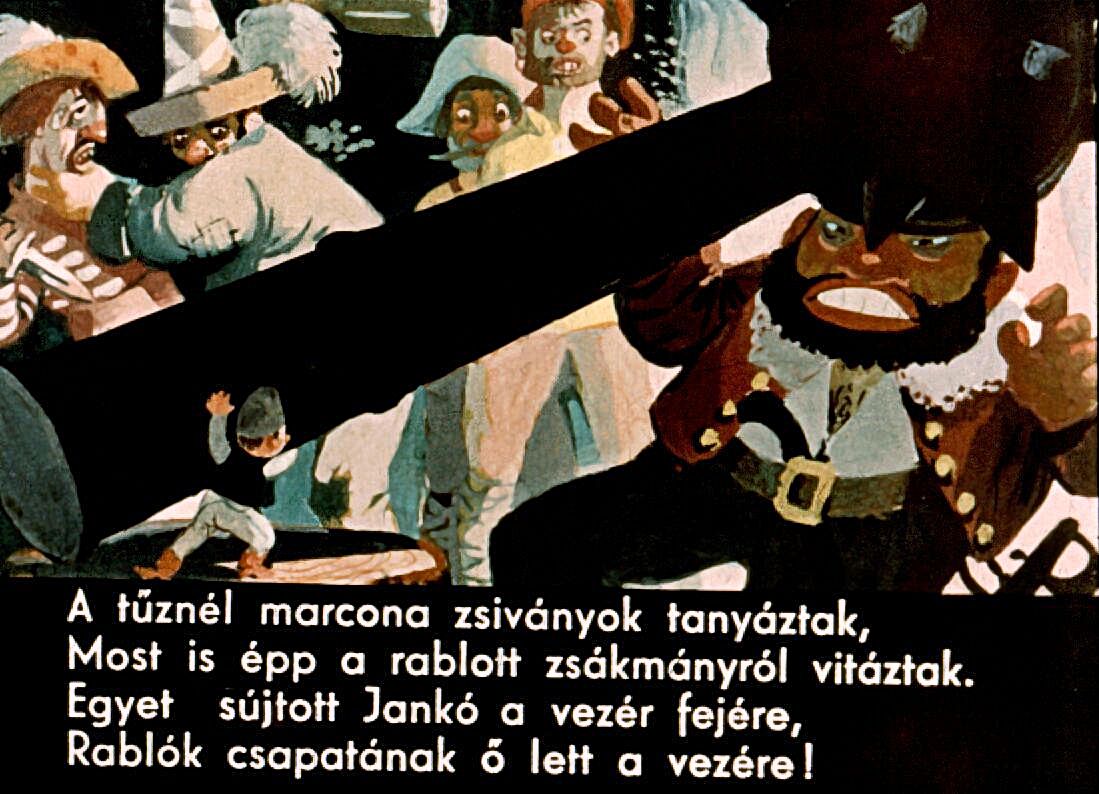 A tűznél marcona zsiványok tanyáztak,
Most is épp a rablott zsákmányról vitáztak.
Egyet sújtott Jankó a vezér fejére,
Rablók csapatának ő lett a vezére!